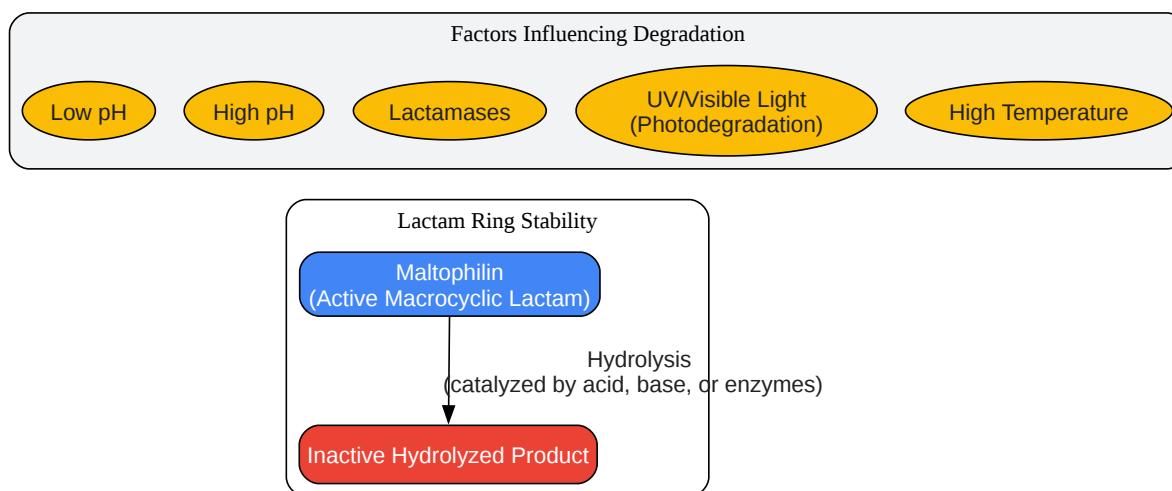 Factors Influencing Degradation
Low pH
High pH
Lactamases
UV/Visible Light
(Photodegradation)
High Temperature
Lactam Ring Stability
Maltophilin
(Active Macrocyclic Lactam)
Hydrolysis
(catalyzed by acid, base, or enzymes)
Inactive Hydrolyzed Product